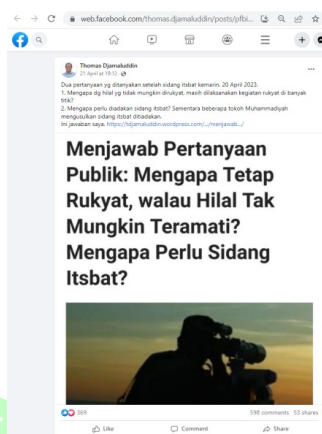 web.facebook.com/thomas.djamaluddin/posts/pfbi...
Thomas Djamaluddin
21 April at 19:12
Dua pertanyaan yg ditanyakan setelah sidang itsbat kemarin, 20 April 2023.
1. Mengapa dg hilal yg tidak mungkin dirukyat, masih dilaksanakan kegiatan rukyat di banyak
titik?
2. Mengapa perlu diadakan sidang itsbat? Sementara beberapa tokoh Muhammadiyah
mengusulkan sidang itsbat ditiadakan.
Ini jawaban saya. https://tdjamaluddin.wordpress.com/.../menjawab.../
Menjawab Pertanyaan
Publik: Mengapa Tetap
Rukyat, walau Hilal Tak
Mungkin Teramati?
Mengapa Perlu Sidang
Itsbat?
369
598 comments 53 shares
Like Comment Share